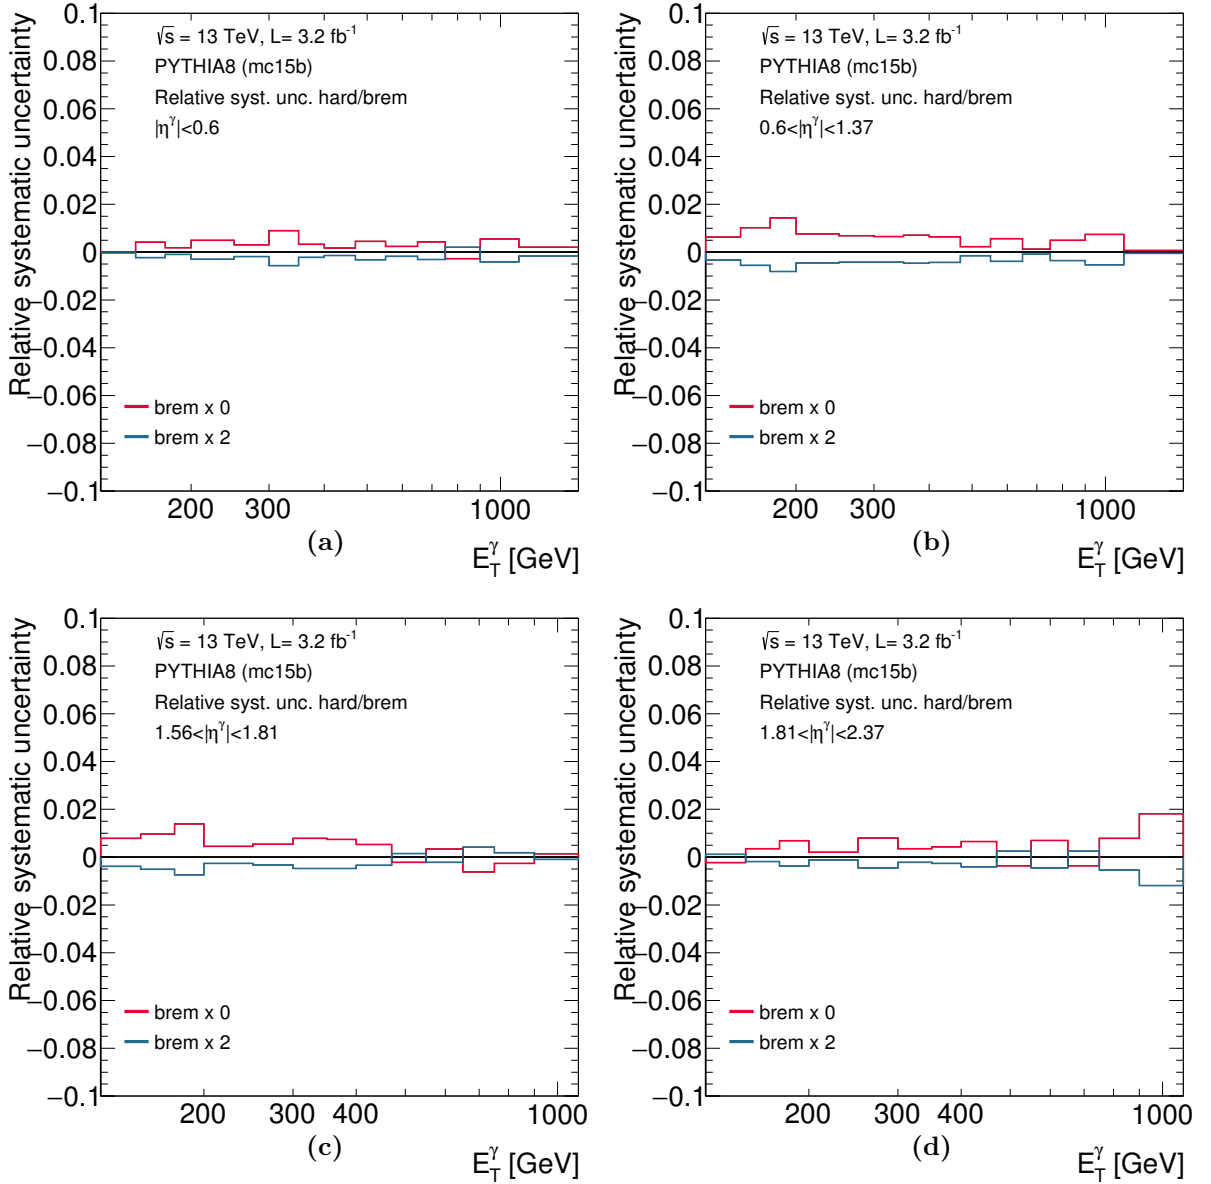 0.1
0.08
0.06
0.04
0.02
0
−0.02
−0.04
−0.06
−0.08
−0.1
Relative systematic uncertainty
√s = 13 TeV, L= 3.2 fb⁻¹
PYTHIA8 (mc15b)
Relative syst. unc. hard/brem
|η^γ|<0.6
brem x 0
brem x 2
200 300 1000
E_T^γ [GeV]
(a)
0.1
0.08
0.06
0.04
0.02
0
−0.02
−0.04
−0.06
−0.08
−0.1
Relative systematic uncertainty
√s = 13 TeV, L= 3.2 fb⁻¹
PYTHIA8 (mc15b)
Relative syst. unc. hard/brem
0.6<|η^γ|<1.37
brem x 0
brem x 2
200 300 1000
E_T^γ [GeV]
(b)
0.1
0.08
0.06
0.04
0.02
0
−0.02
−0.04
−0.06
−0.08
−0.1
Relative systematic uncertainty
√s = 13 TeV, L= 3.2 fb⁻¹
PYTHIA8 (mc15b)
Relative syst. unc. hard/brem
1.56<|η^γ|<1.81
brem x 0
brem x 2
200 300 400 1000
E_T^γ [GeV]
(c)
0.1
0.08
0.06
0.04
0.02
0
−0.02
−0.04
−0.06
−0.08
−0.1
Relative systematic uncertainty
√s = 13 TeV, L= 3.2 fb⁻¹
PYTHIA8 (mc15b)
Relative syst. unc. hard/brem
1.81<|η^γ|<2.37
brem x 0
brem x 2
200 300 400 1000
E_T^γ [GeV]
(d)